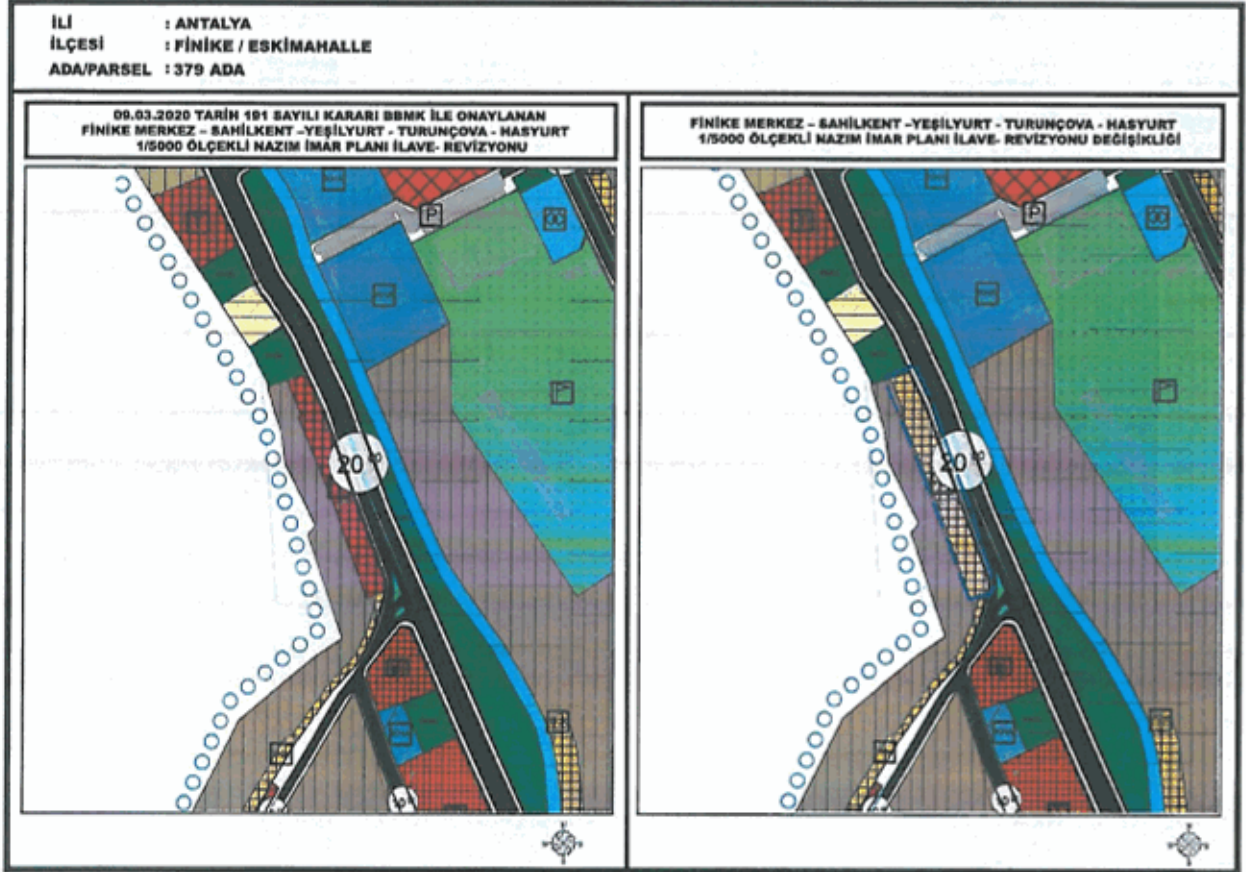 İLİ : ANTALYA
İLÇESİ : FİNİKE / ESKİMAHALLE
ADA/PARSEL : 379 ADA
09.03.2020 TARİH 191 SAYILI KARARI BBMK İLE ONAYLANAN
FİNİKE MERKEZ – SAHİLKENT –YEŞİLYURT - TURUNÇOVA - HASYURT
1/5000 ÖLÇEKLİ NAZIM İMAR PLANI İLAVE- REVİZYONU
FİNİKE MERKEZ – SAHİLKENT –YEŞİLYURT - TURUNÇOVA - HASYURT
1/5000 ÖLÇEKLİ NAZIM İMAR PLANI İLAVE- REVİZYONU DEĞİŞİKLİĞİ
P
20
P
20